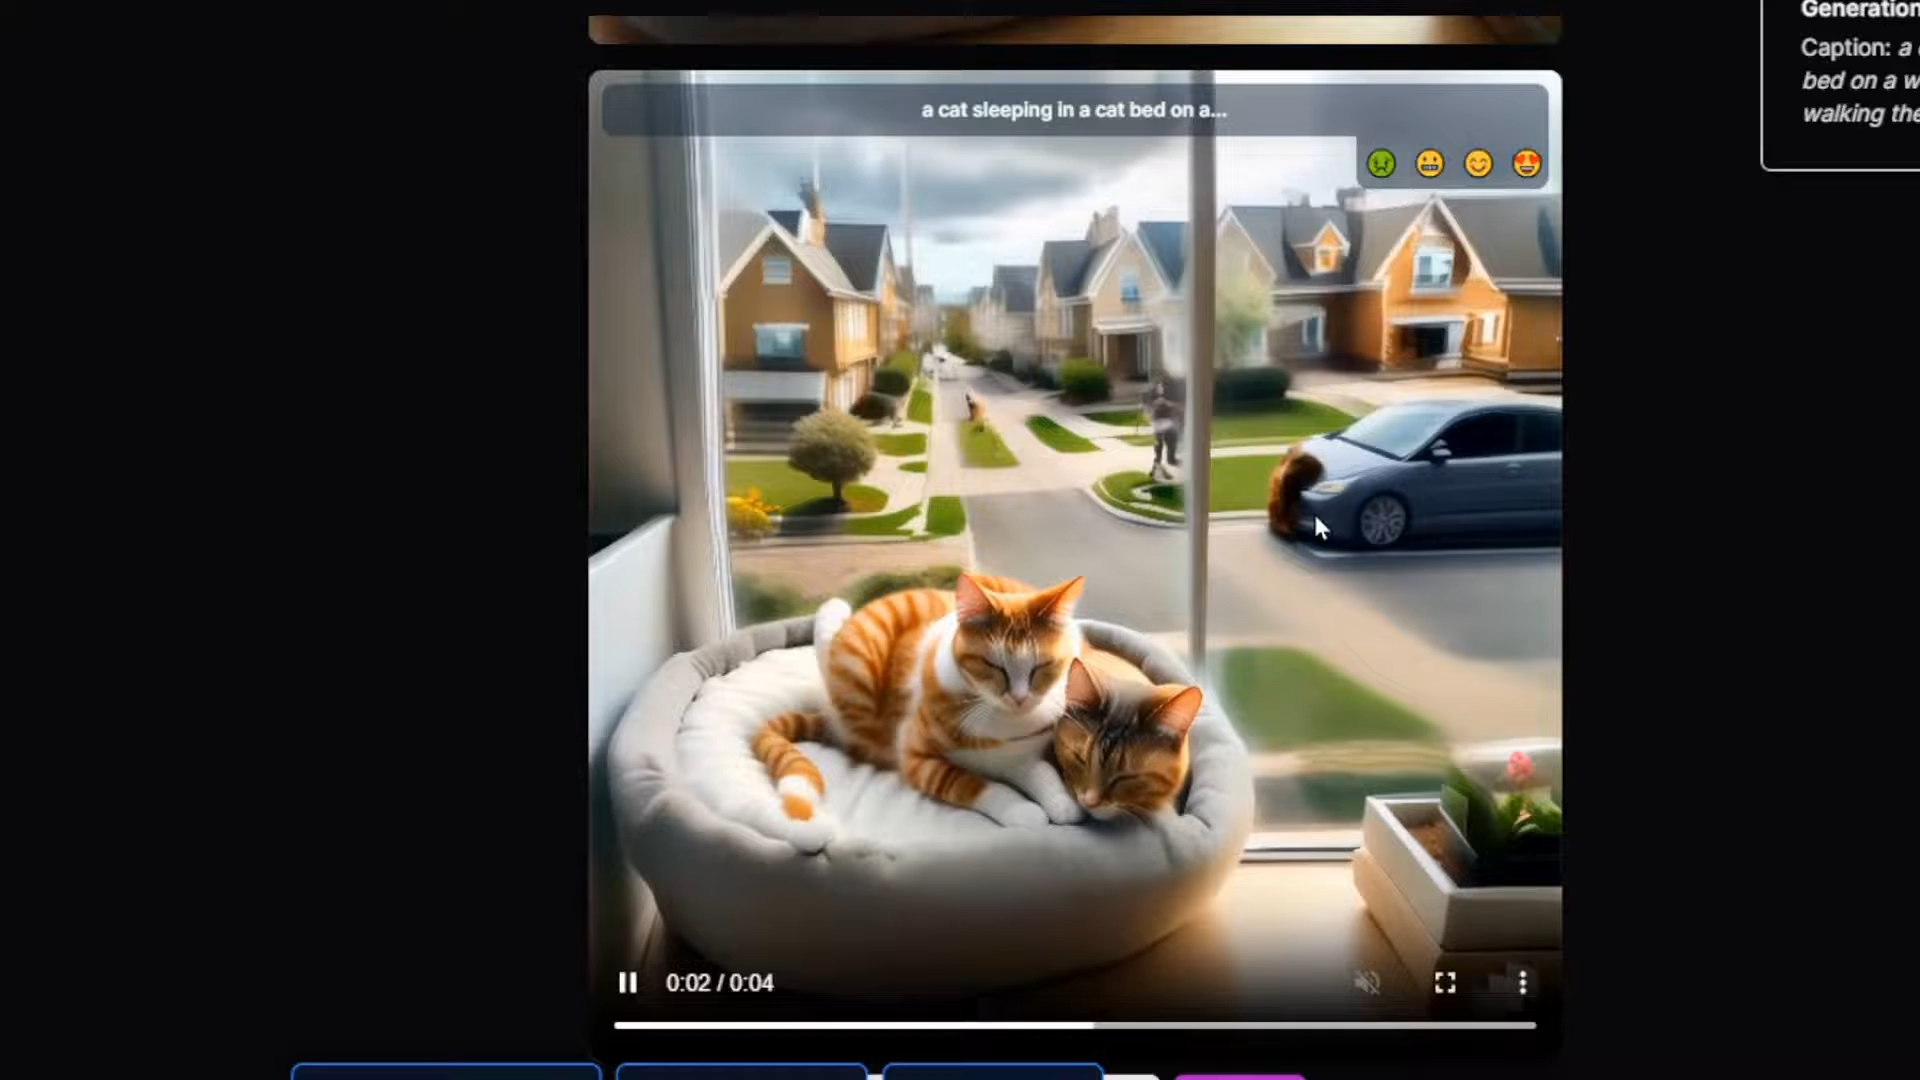 Generation
Caption: a
bed on a w
walking the
a cat sleeping in a cat bed on a...
0:02 / 0:04